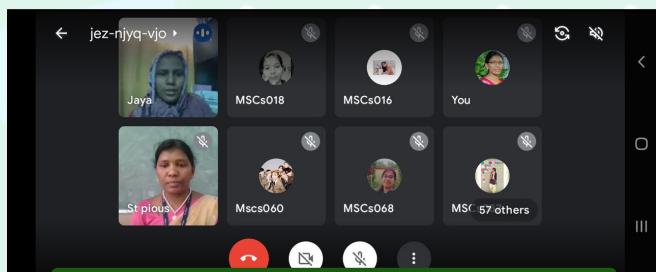 jez-njyq-vjo
Jaya
MSCs018
MSCs016
You
St pious
Mscs060
MSCs068
57 others